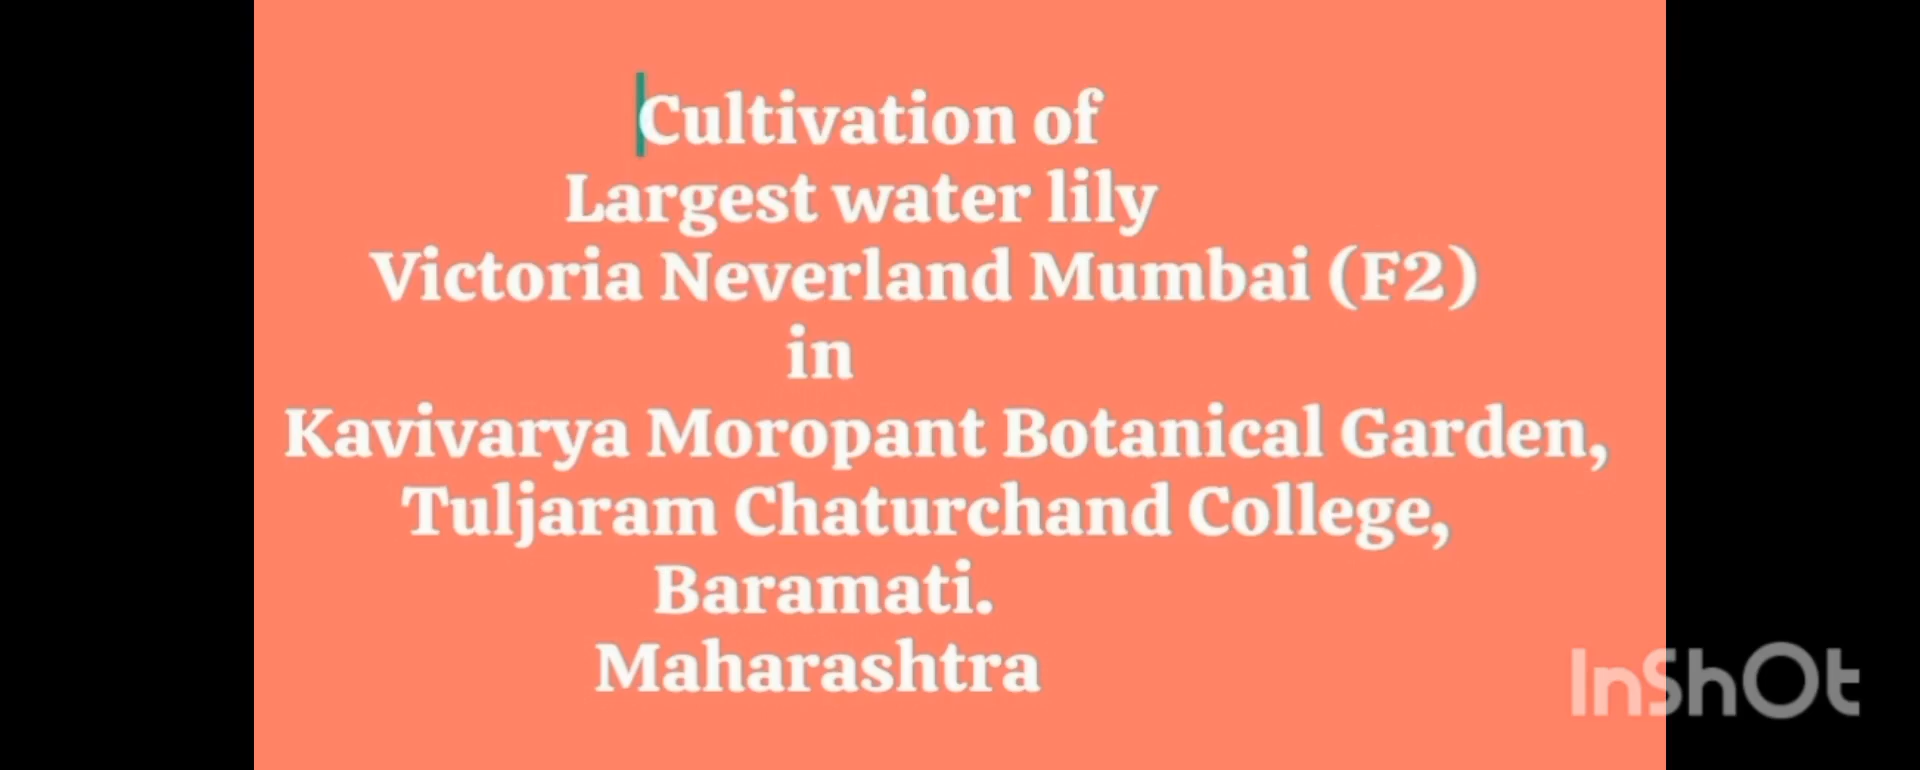 Cultivation of
Largest water lily
Victoria Neverland Mumbai (F2)
in
Kavivarya Moropant Botanical Garden,
Tuljaram Chaturchand College,
Baramati.
Maharashtra
InShOt